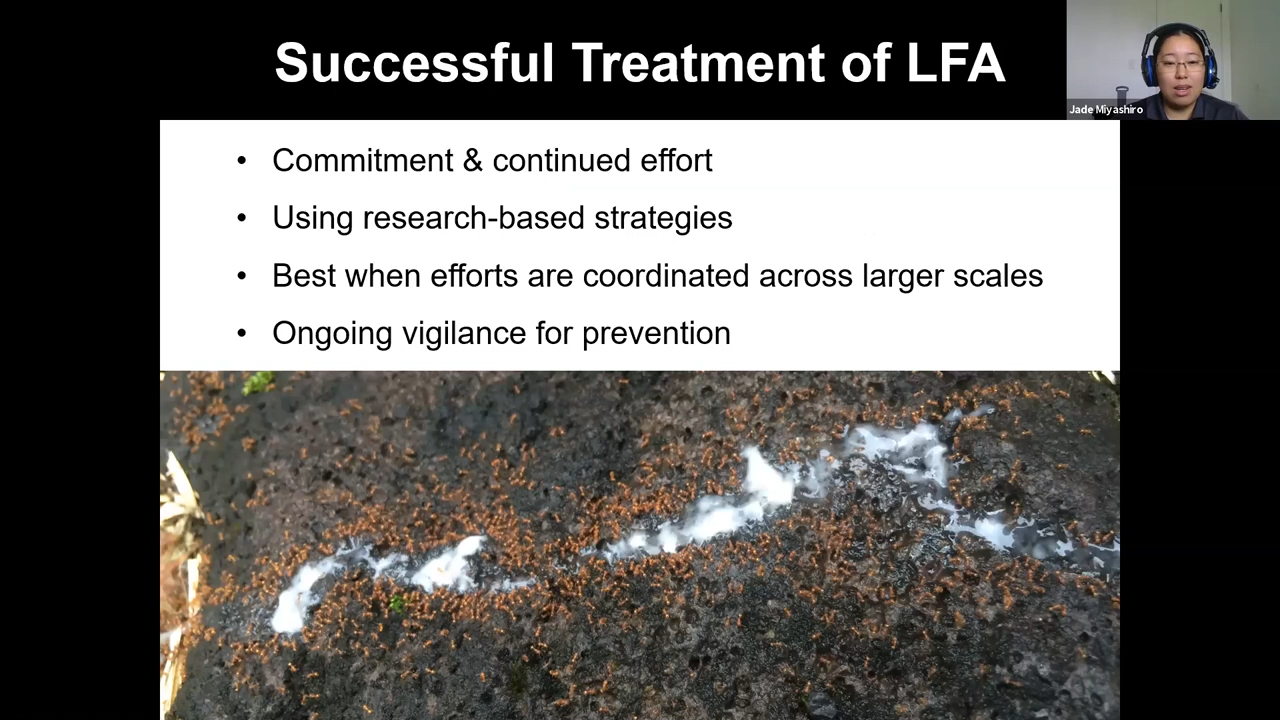 Successful Treatment of LFA
Jade Miyashiro
• Commitment & continued effort
• Using research-based strategies
• Best when efforts are coordinated across larger scales
• Ongoing vigilance for prevention